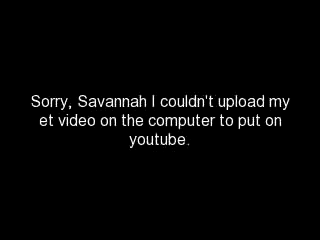 Sorry, Savannah I couldn't upload my
et video on the computer to put on
youtube.